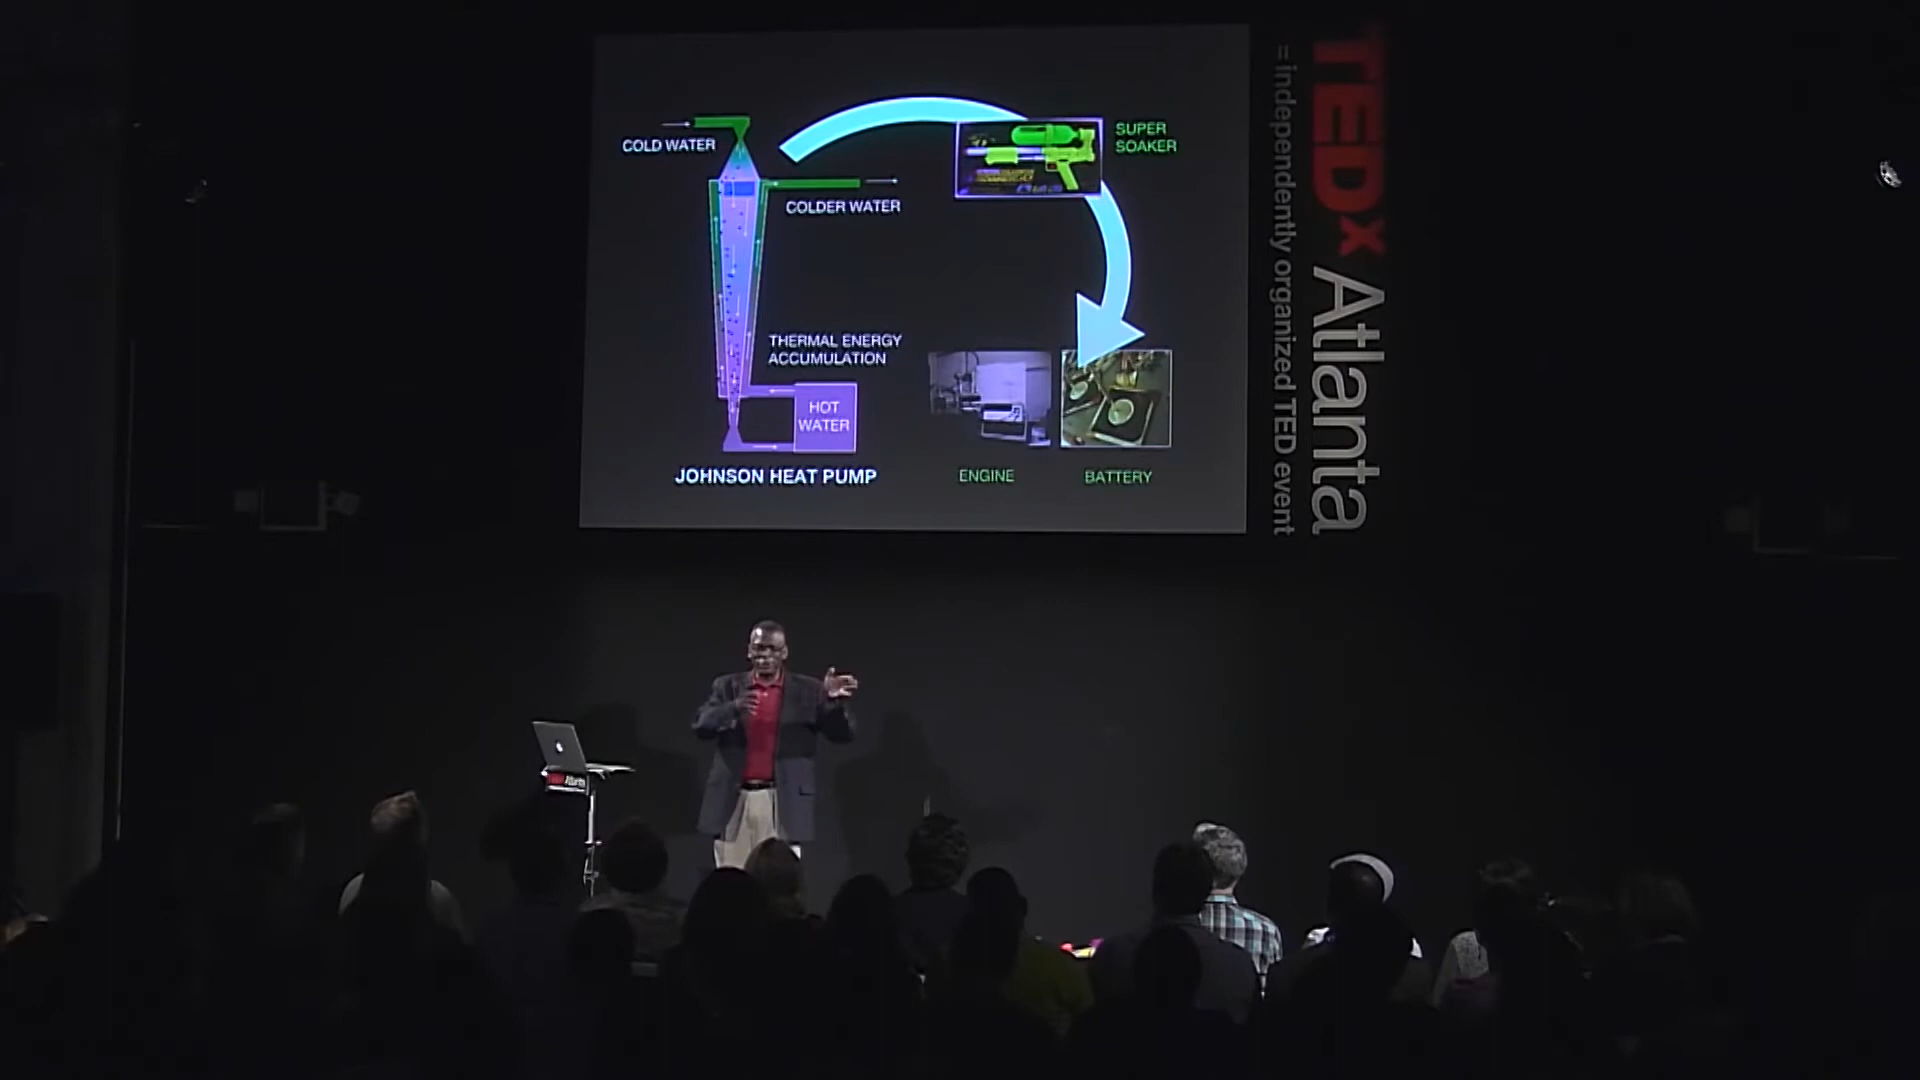 COLD WATER
SUPER
SOAKER
COLDER WATER
THERMAL ENERGY
ACCUMULATION
HOT
WATER
JOHNSON HEAT PUMP
ENGINE
BATTERY
TEDx Atlanta
= independently organized TED event